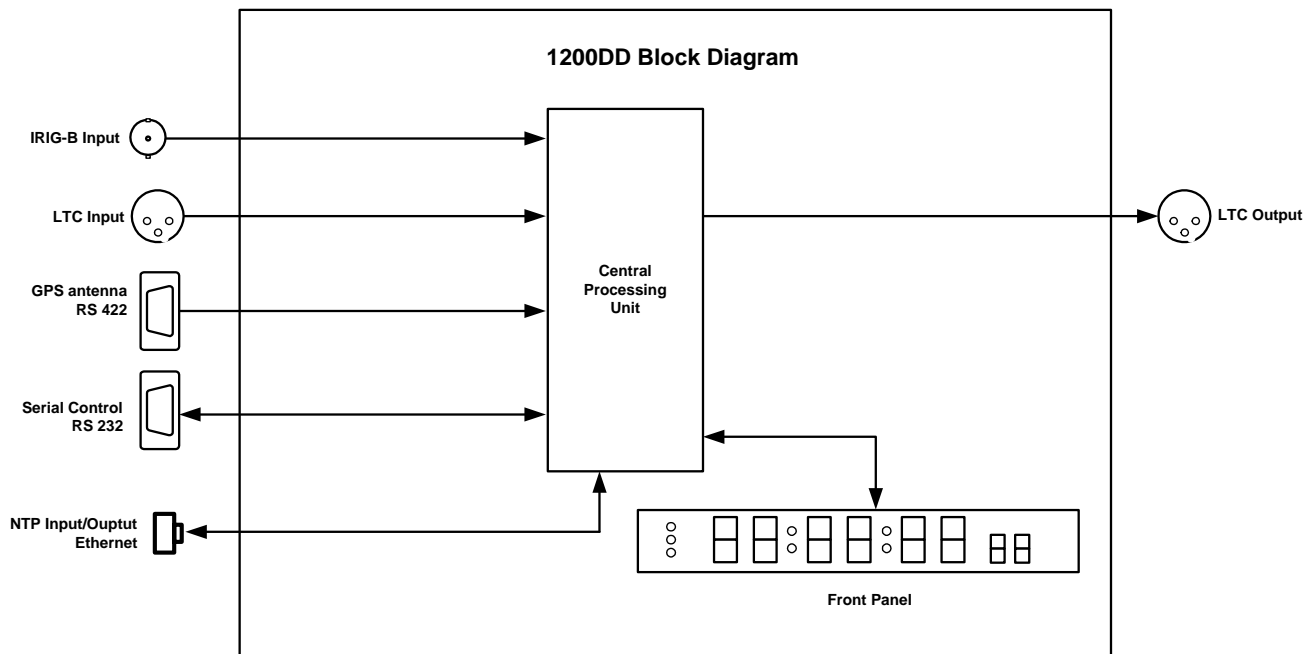 1200DD Block Diagram
IRIG-B Input
LTC Input
GPS antenna
RS 422
Serial Control
RS 232
NTP Input/Ouptut
Ethernet
Central
Processing
Unit
LTC Output
Front Panel